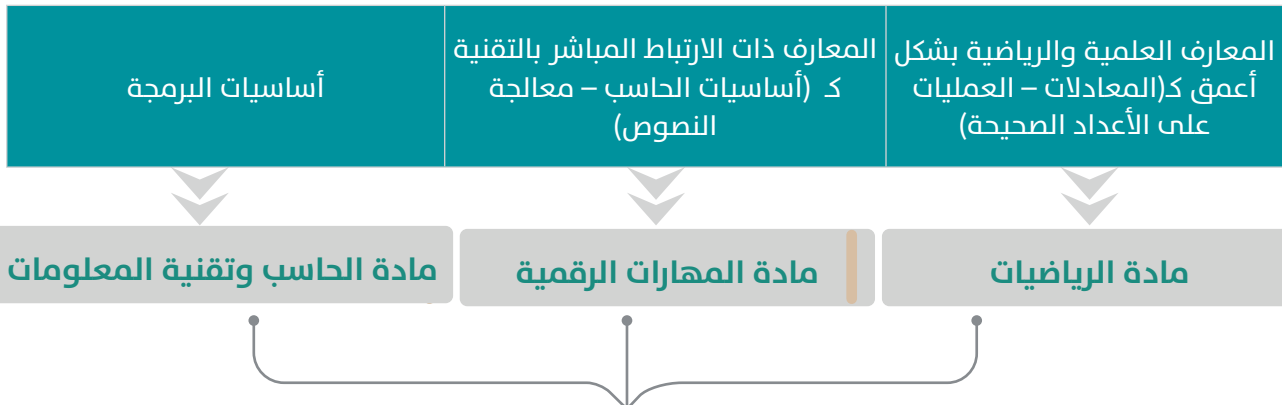 المعارف العلمية والرياضية بشكل
أعمق كـ(المعادلات – العمليات
على الأعداد الصحيحة)
المعارف ذات الارتباط المباشر بالتقنية
كـ (أساسيات الحاسب – معالجة
النصوص)
أساسيات البرمجة
مادة الرياضيات
مادة المهارات الرقمية
مادة الحاسب وتقنية المعلومات